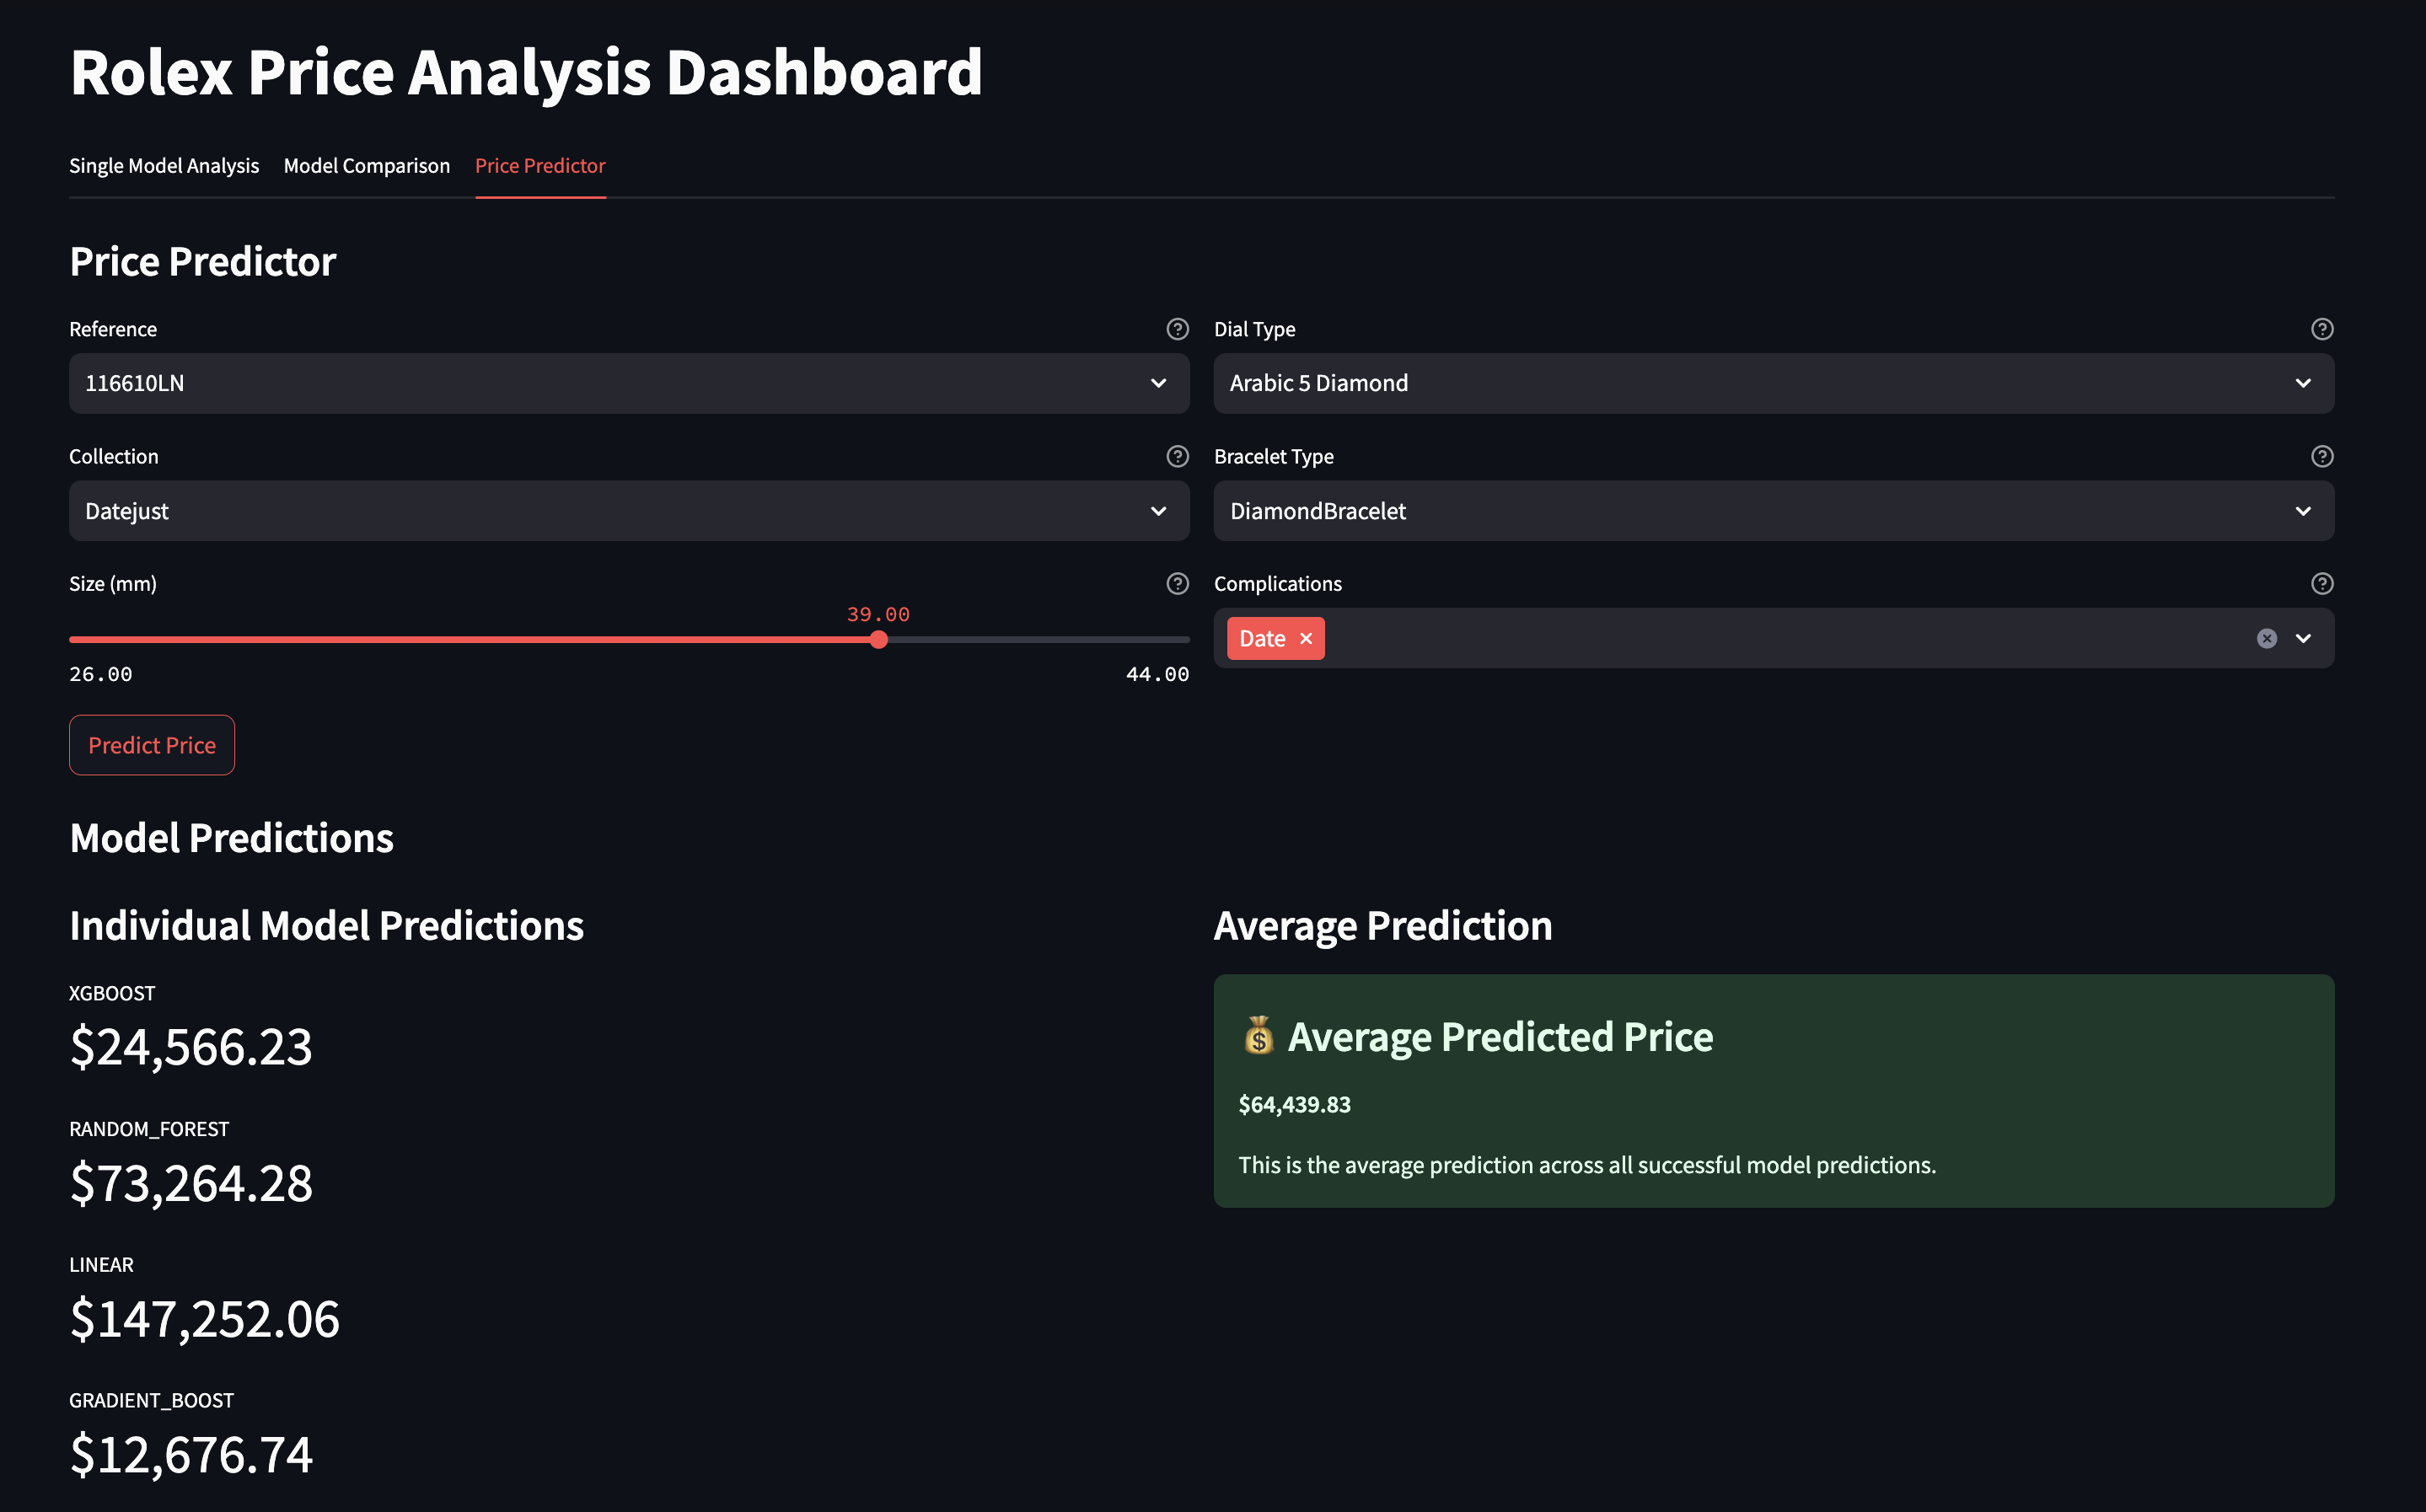 Rolex Price Analysis Dashboard
Single Model Analysis Model Comparison Price Predictor
Price Predictor
Reference
116610LN
Dial Type
Arabic 5 Diamond
Collection
Datejust
Bracelet Type
DiamondBracelet
Size (mm)
39.00
26.00 44.00
Complications
Date
Predict Price
Model Predictions
Individual Model Predictions
XGBOOST
$24,566.23
RANDOM_FOREST
$73,264.28
LINEAR
$147,252.06
GRADIENT_BOOST
$12,676.74
Average Prediction
💰 Average Predicted Price
$64,439.83
This is the average prediction across all successful model predictions.